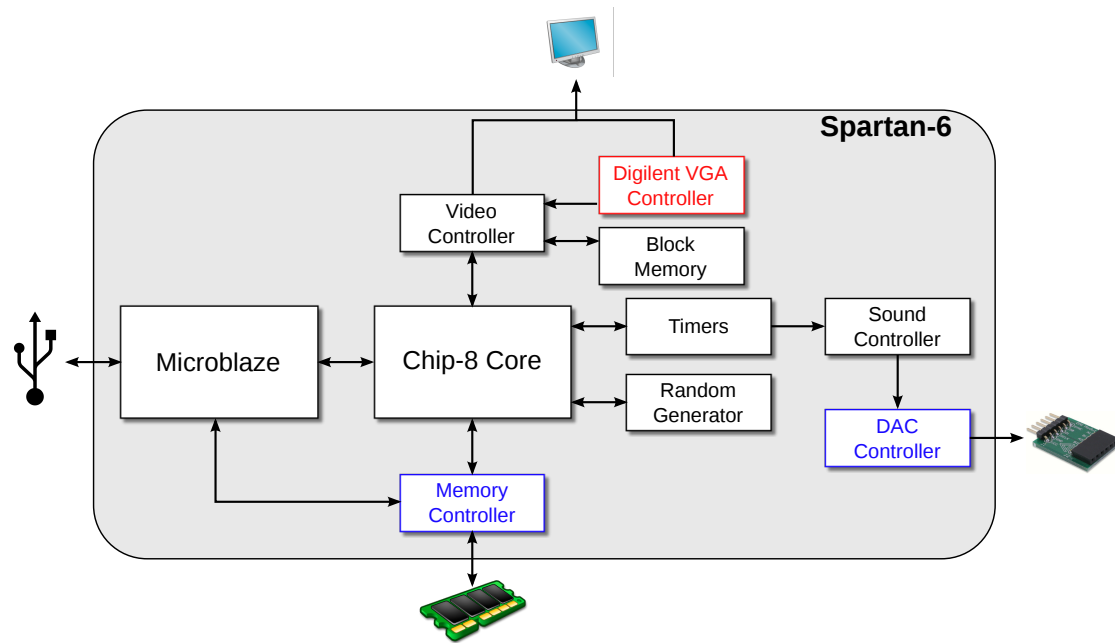 Spartan-6
Digilent VGA
Controller
Video
Controller
Block
Memory
Microblaze
Chip-8 Core
Timers
Sound
Controller
Random
Generator
DAC
Controller
Memory
Controller